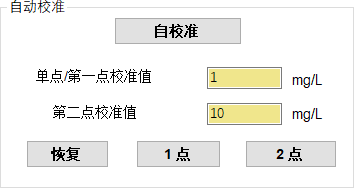 自动校准
自校准
单点/第一点校准值 1 mg/L
第二点校准值 10 mg/L
恢复 1 点 2 点